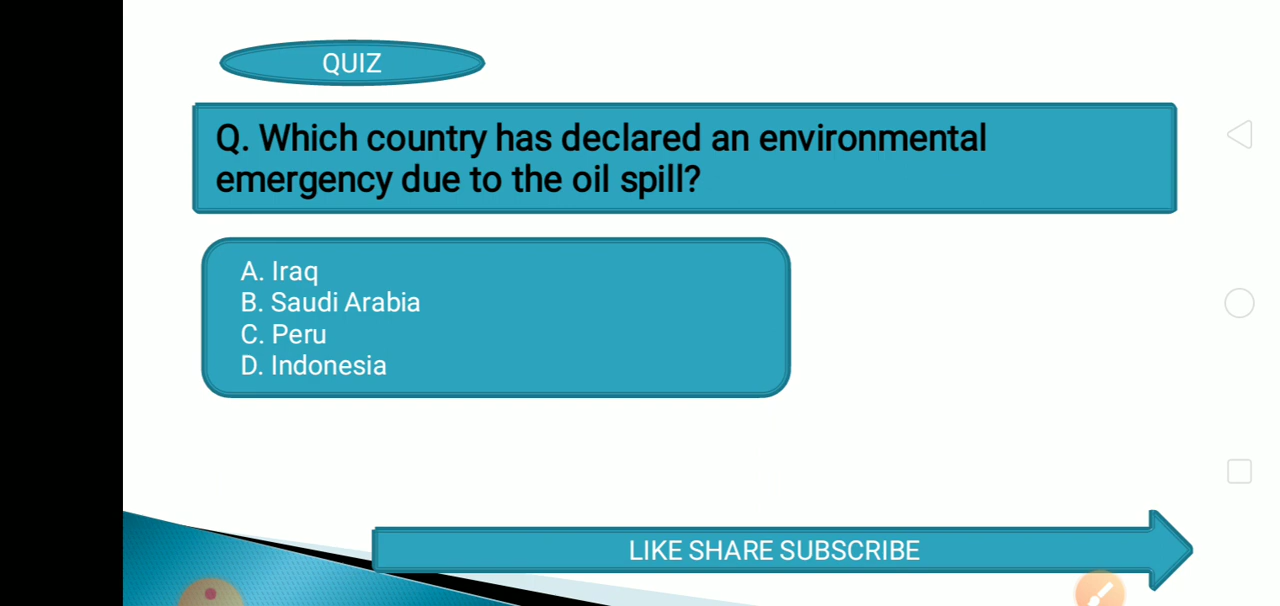 QUIZ
Q. Which country has declared an environmental
emergency due to the oil spill?
A. Iraq
B. Saudi Arabia
C. Peru
D. Indonesia
LIKE SHARE SUBSCRIBE